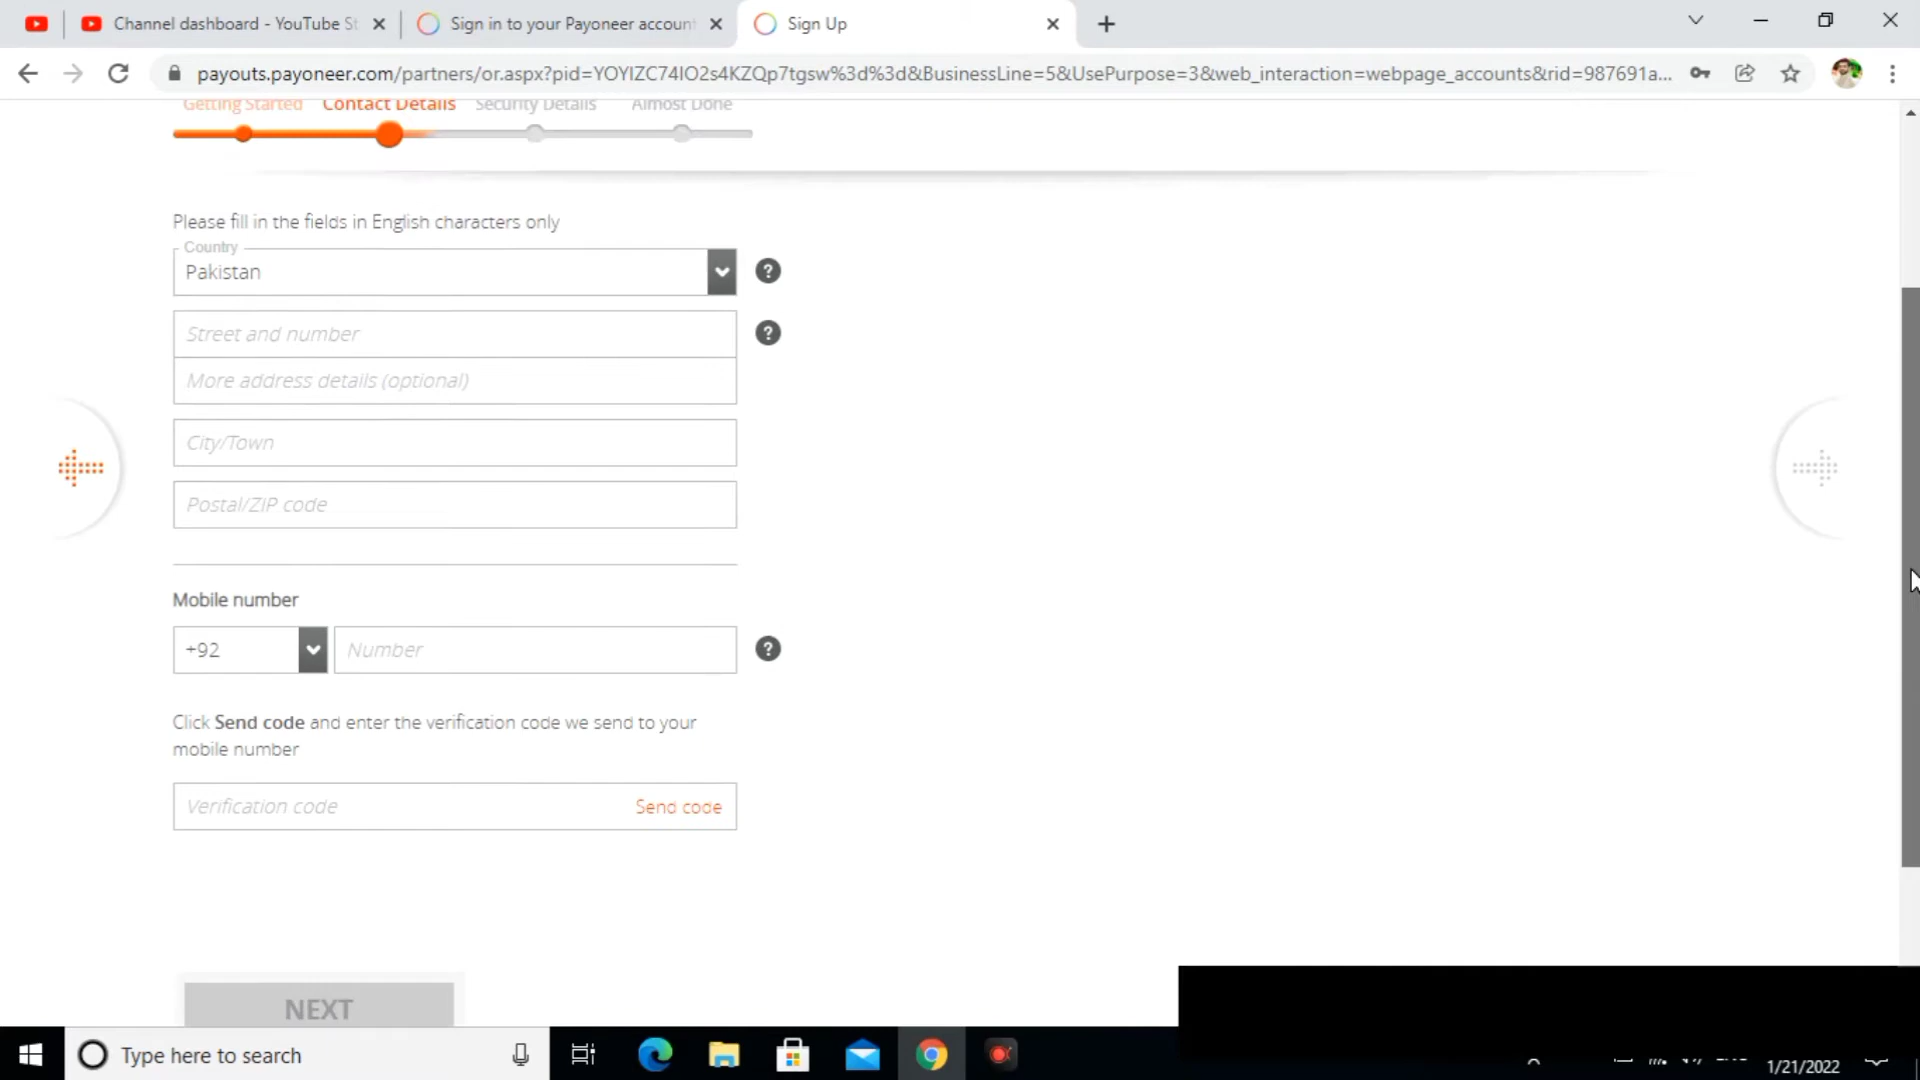 Channel dashboard - YouTube St
Sign in to your Payoneer account
Sign Up
payouts.payoneer.com/partners/or.aspx?pid=YOYIZC74IO2s4KZQp7tgsw%3d%3d&BusinessLine=5&UsePurpose=3&web_interaction=webpage_accounts&rid=987691a...
Getting Started Contact Details Security Details Almost Done
Please fill in the fields in English characters only
Country
Pakistan
?
Street and number
?
More address details (optional)
City/Town
Postal/ZIP code
Mobile number
+92
Number
?
Click Send code and enter the verification code we send to your
mobile number
Verification code
Send code
NEXT
Type here to search
1/21/2022